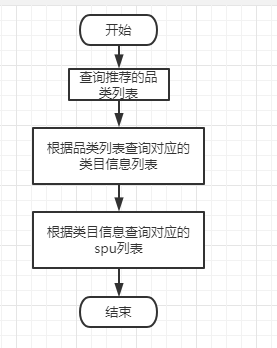 开始
查询推荐的品
类列表
根据品类列表查询对应的
类目信息列表
根据类目信息查询对应的
spu列表
结束